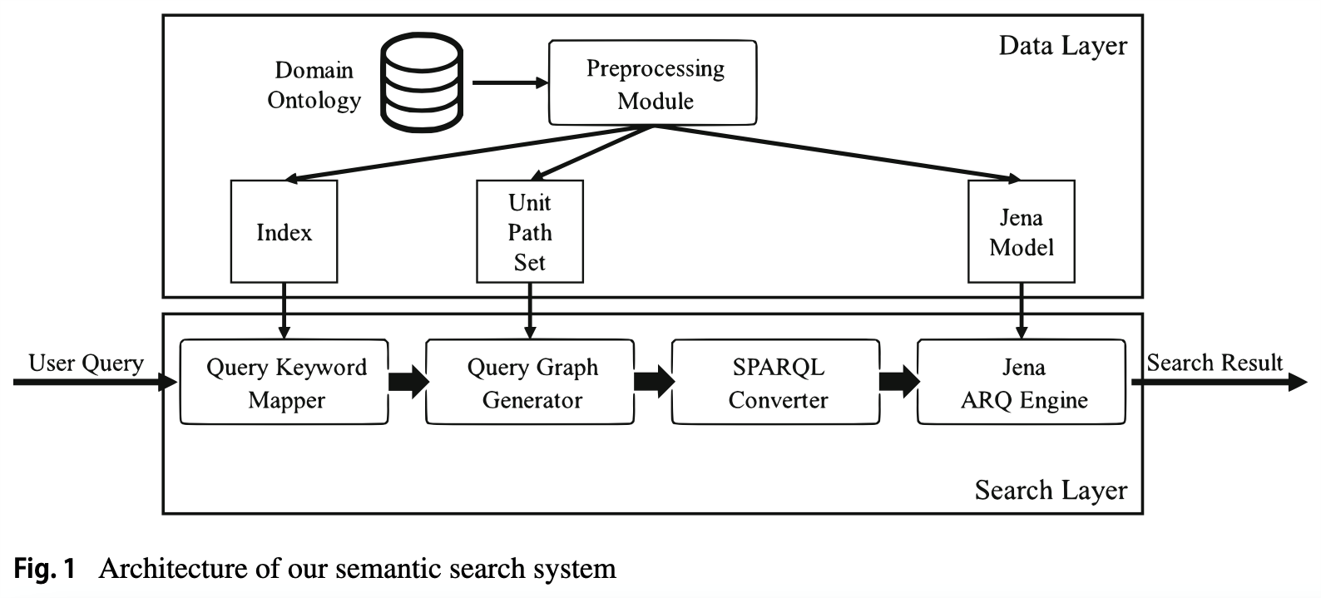 Data Layer
Domain
Ontology
Preprocessing
Module
Index
Unit
Path
Set
Jena
Model
User Query
Query Keyword
Mapper
Query Graph
Generator
SPARQL
Converter
Jena
ARQ Engine
Search Result
Search Layer
Fig. 1 Architecture of our semantic search system